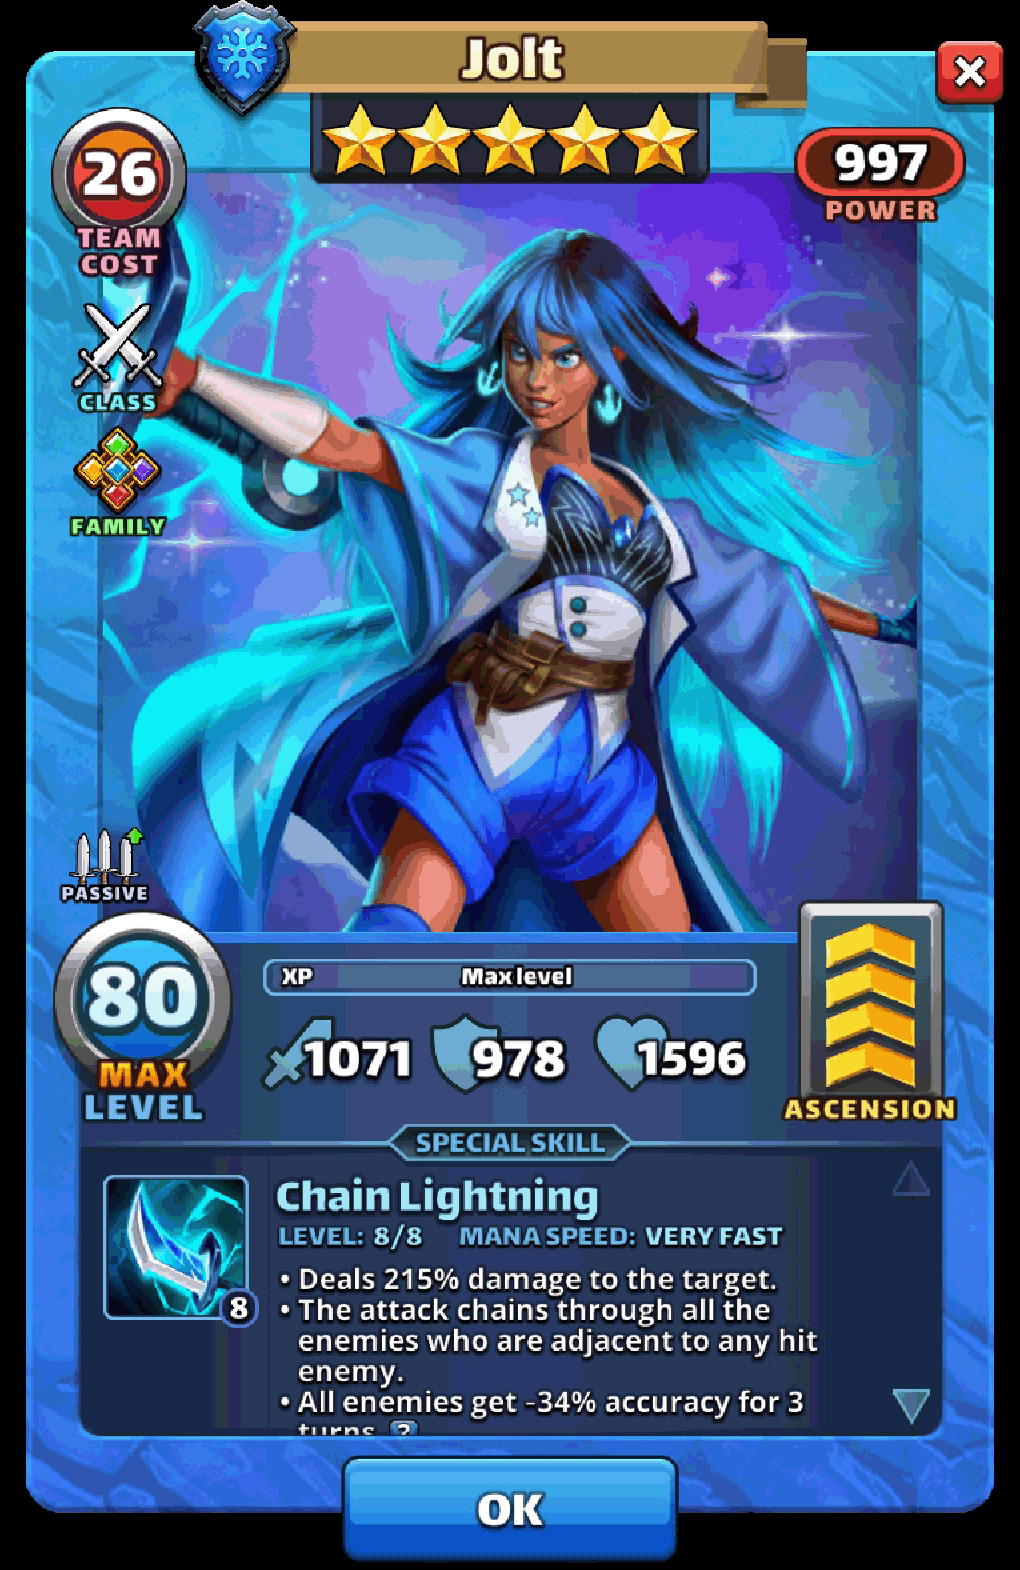 Jolt
26
TEAM
COST
997
POWER
CLASS
FAMILY
PASSIVE
80
MAX
LEVEL
XP
Max level
1071
978
1596
ASCENSION
SPECIAL SKILL
Chain Lightning
LEVEL: 8/8 MANA SPEED: VERY FAST
8
• Deals 215% damage to the target.
• The attack chains through all the
enemies who are adjacent to any hit
enemy.
• All enemies get -34% accuracy for 3
turns. ?
OK